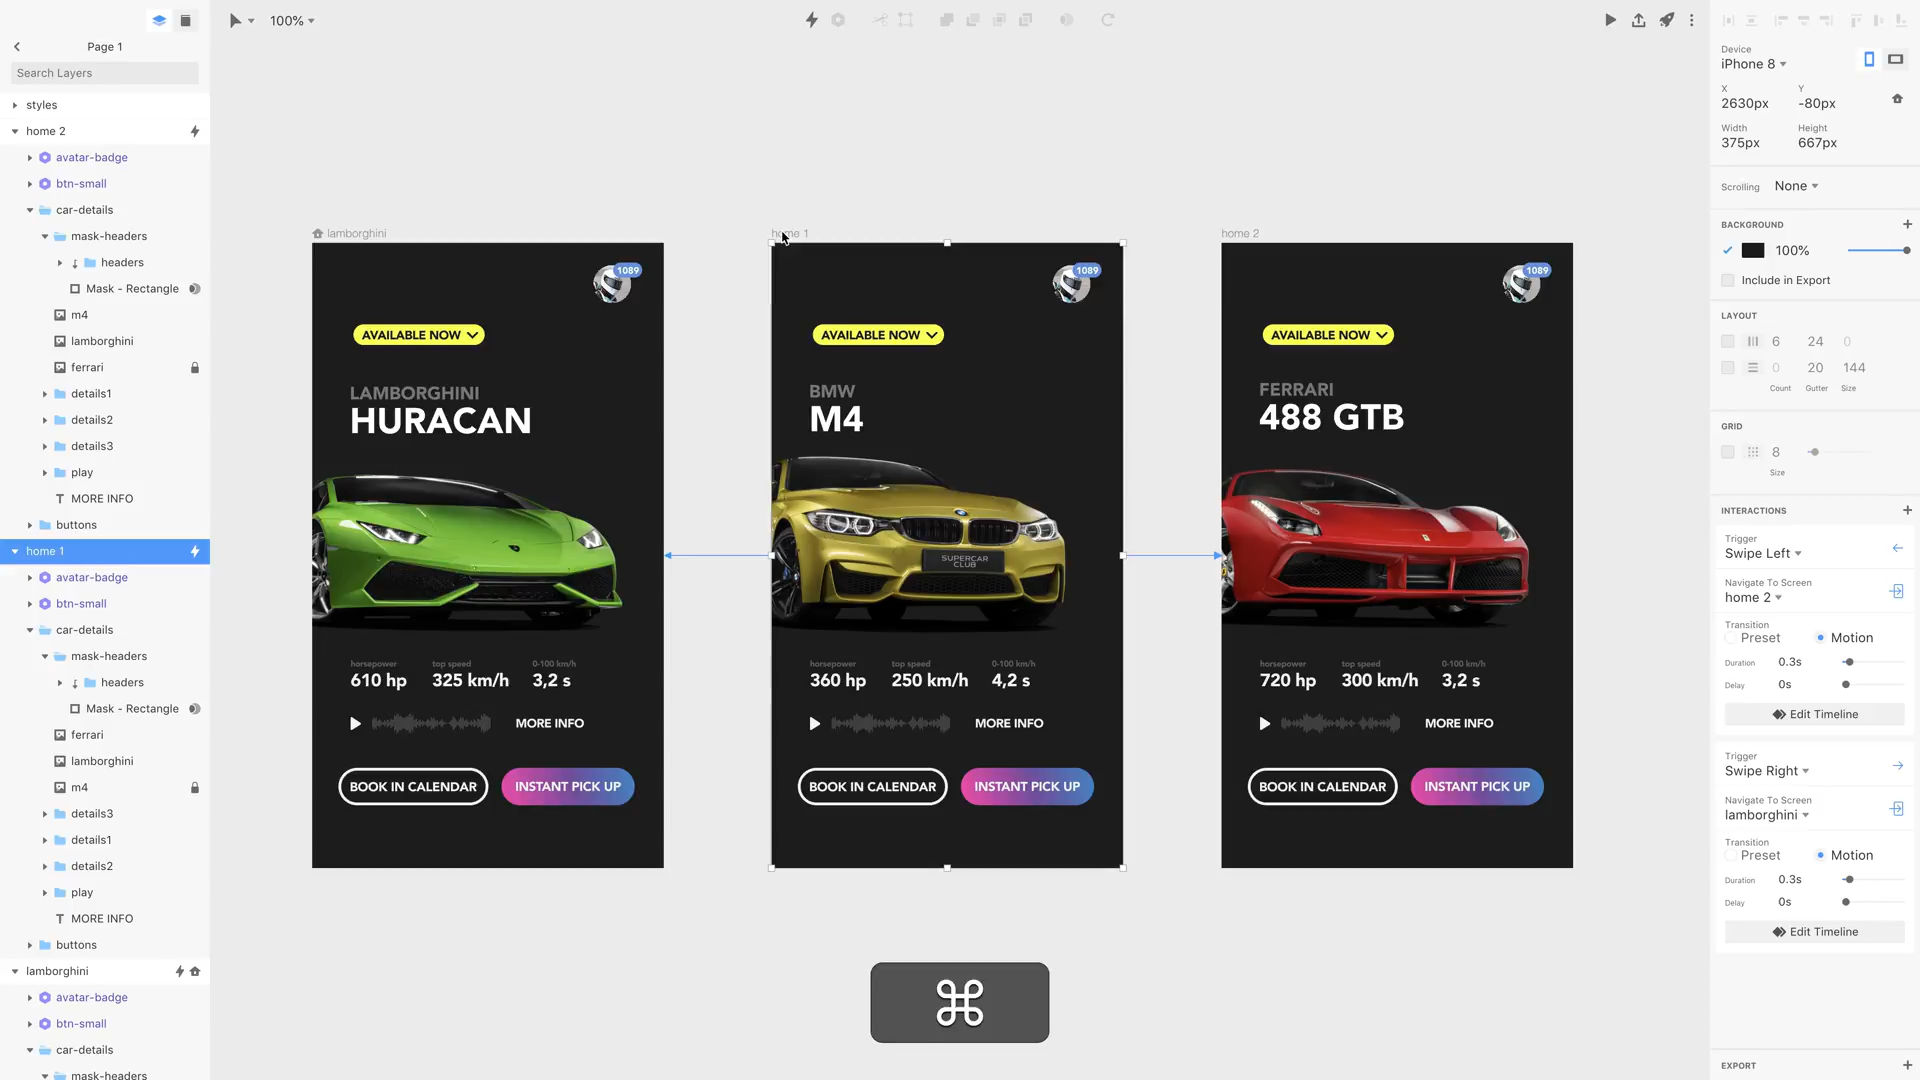 Page 1
Search Layers
styles
home 2
avatar-badge
btn-small
car-details
mask-headers
headers
Mask - Rectangle
m4
lamborghini
ferrari
details1
details2
details3
play
MORE INFO
buttons
home 1
avatar-badge
btn-small
car-details
mask-headers
headers
Mask - Rectangle
ferrari
lamborghini
m4
details3
details1
details2
play
MORE INFO
buttons
lamborghini
avatar-badge
btn-small
car-details
mask-headers
100%
lamborghini
1089
AVAILABLE NOW
LAMBORGHINI
HURACAN
horsepower top speed 0-100 km/h
610 hp 325 km/h 3,2 s
MORE INFO
BOOK IN CALENDAR INSTANT PICK UP
home 1
1089
AVAILABLE NOW
BMW
M4
SUPERCAR
CLUB
horsepower top speed 0-100 km/h
360 hp 250 km/h 4,2 s
MORE INFO
BOOK IN CALENDAR INSTANT PICK UP
home 2
1089
AVAILABLE NOW
FERRARI
488 GTB
horsepower top speed 0-100 km/h
720 hp 300 km/h 3,2 s
MORE INFO
BOOK IN CALENDAR INSTANT PICK UP
⌘
Device
iPhone 8
X Y
2630px -80px
Width Height
375px 667px
Scrolling None
BACKGROUND
100%
Include in Export
LAYOUT
6 24 0
0 20 144
Count Gutter Size
GRID
8
Size
INTERACTIONS
Trigger
Swipe Left
Navigate To Screen
home 2
Transition
Preset Motion
Duration 0.3s
Delay 0s
Edit Timeline
Trigger
Swipe Right
Navigate To Screen
lamborghini
Transition
Preset Motion
Duration 0.3s
Delay 0s
Edit Timeline
EXPORT